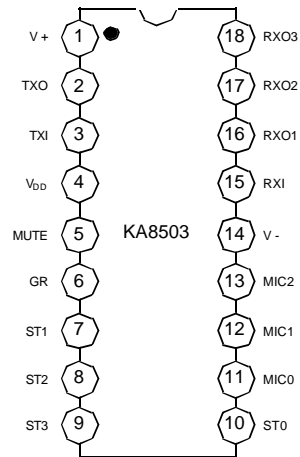 V + 1 18 RXO3
TXO 2 17 RXO2
TXI 3 16 RXO1
VDD 4 15 RXI
MUTE 5 KA8503 14 V -
GR 6 13 MIC2
ST1 7 12 MIC1
ST2 8 11 MIC0
ST3 9 10 ST0